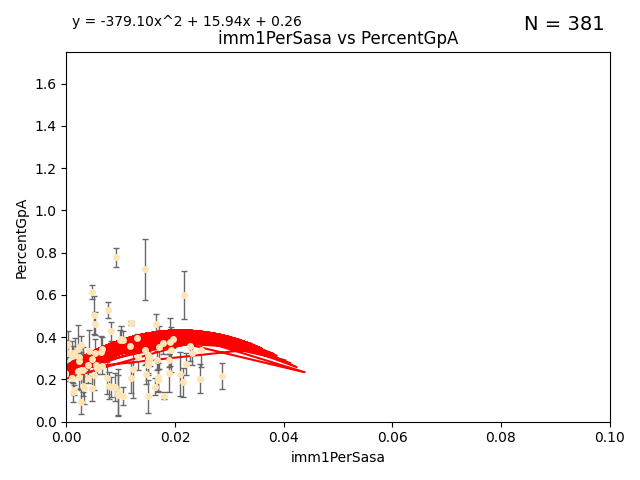 y = -379.10x^2 + 15.94x + 0.26
N = 381
imm1PerSasa vs PercentGpA
PercentGpA
1.6
1.4
1.2
1.0
0.8
0.6
0.4
0.2
0.0
0.00 0.02 0.04 0.06 0.08 0.10
imm1PerSasa